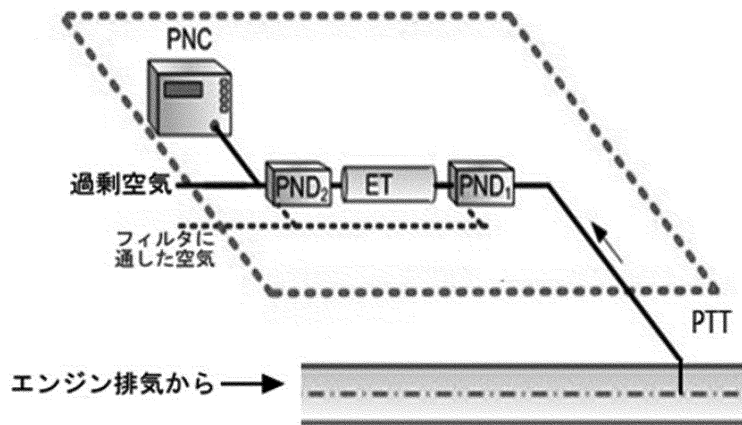 PNC
過剰空気
PND₂
ET
PND₁
フィルタに
通した空気
PTT
エンジン排気から